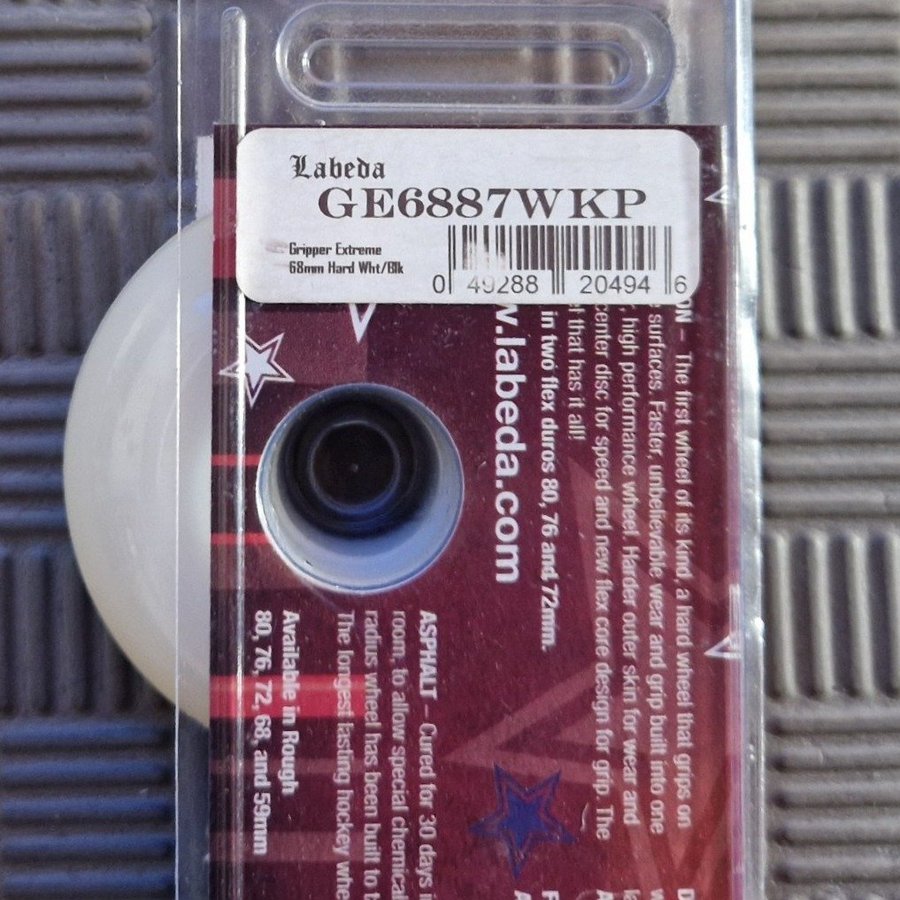 Labeda
GE6887WKP
Gripper Extreme
68mm Hard Wht/Blk
0 49288 20494 6
ON – The first wheel of its kind, a hard wheel that grips on
surfaces. Faster, unbelievable wear and grip built into one
high performance wheel. Harder outer skin for wear and
center disc for speed and new flex core design for grip. The
that has it all!
in two flex duros 80, 76 and 72mm.
w.labeda.com
ASPHALT – Cured for 30 days i
room, to allow special chemical
radius wheel has been built to t
The longest lasting hockey whe
Available in Rough
80, 76, 72, 68, and 59mm